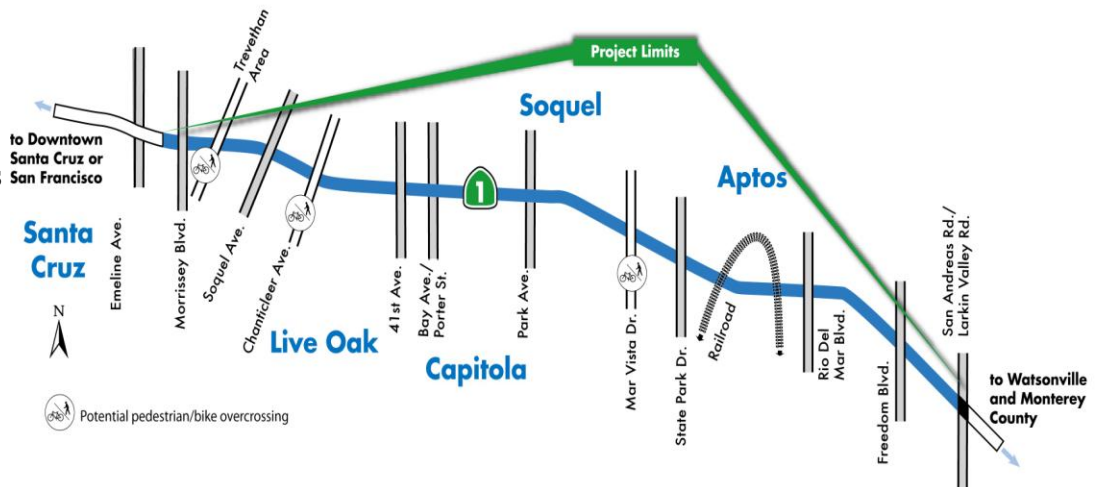 Project Limits
Trevethan
Area
Soquel
to Downtown
Santa Cruz or
San Francisco
Aptos
1
Santa
Cruz
Emeline Ave.
Morrissey Blvd.
Soquel Ave.
Chanticleer Ave.
41st Ave.
Bay Ave./
Porter St.
Park Ave.
Mar Vista Dr.
State Park Dr.
Railroad
Rio Del
Mar Blvd.
Freedom Blvd.
San Andreas Rd./
Larkin Valley Rd.
N
Live Oak
Capitola
to Watsonville
and Monterey
County
Potential pedestrian/bike overcrossing